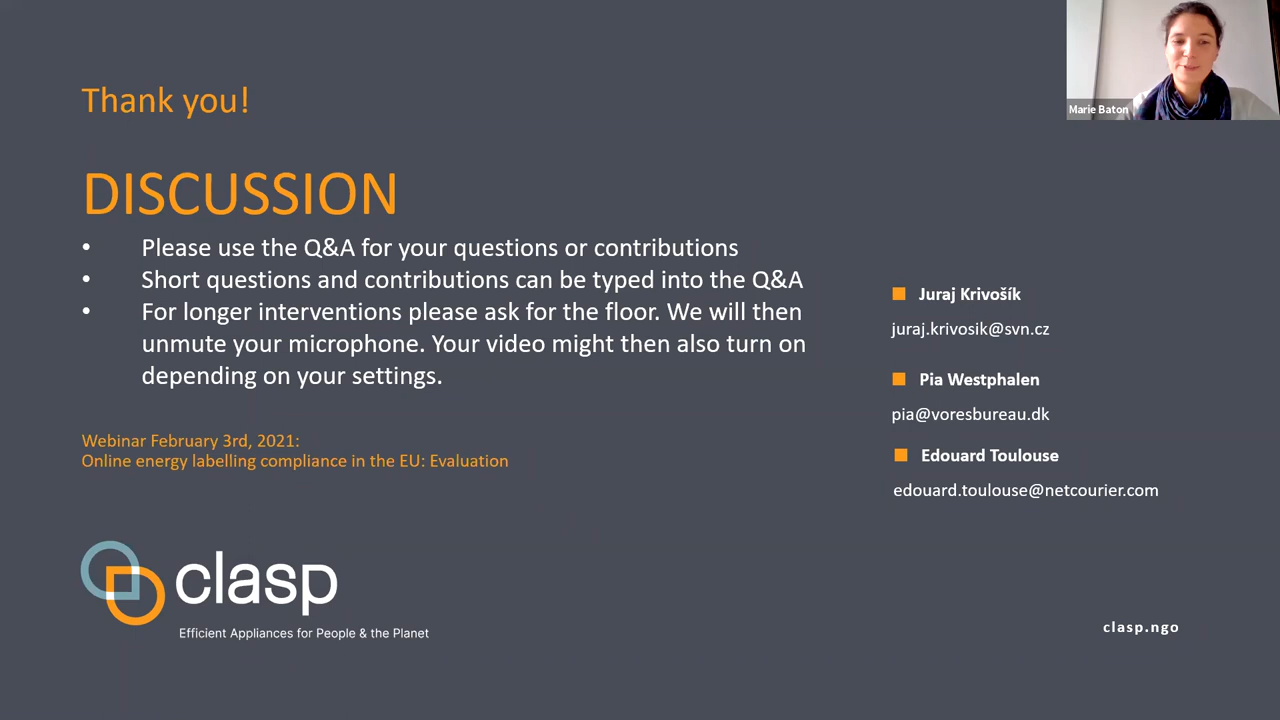 Thank you!
Marie Baton
DISCUSSION
• Please use the Q&A for your questions or contributions
• Short questions and contributions can be typed into the Q&A
• For longer interventions please ask for the floor. We will then
unmute your microphone. Your video might then also turn on
depending on your settings.
Juraj Krivošík
juraj.krivosik@svn.cz
Pia Westphalen
pia@voresbureau.dk
Edouard Toulouse
edouard.toulouse@netcourier.com
Webinar February 3rd, 2021:
Online energy labelling compliance in the EU: Evaluation
clasp
Efficient Appliances for People & the Planet
clasp.ngo